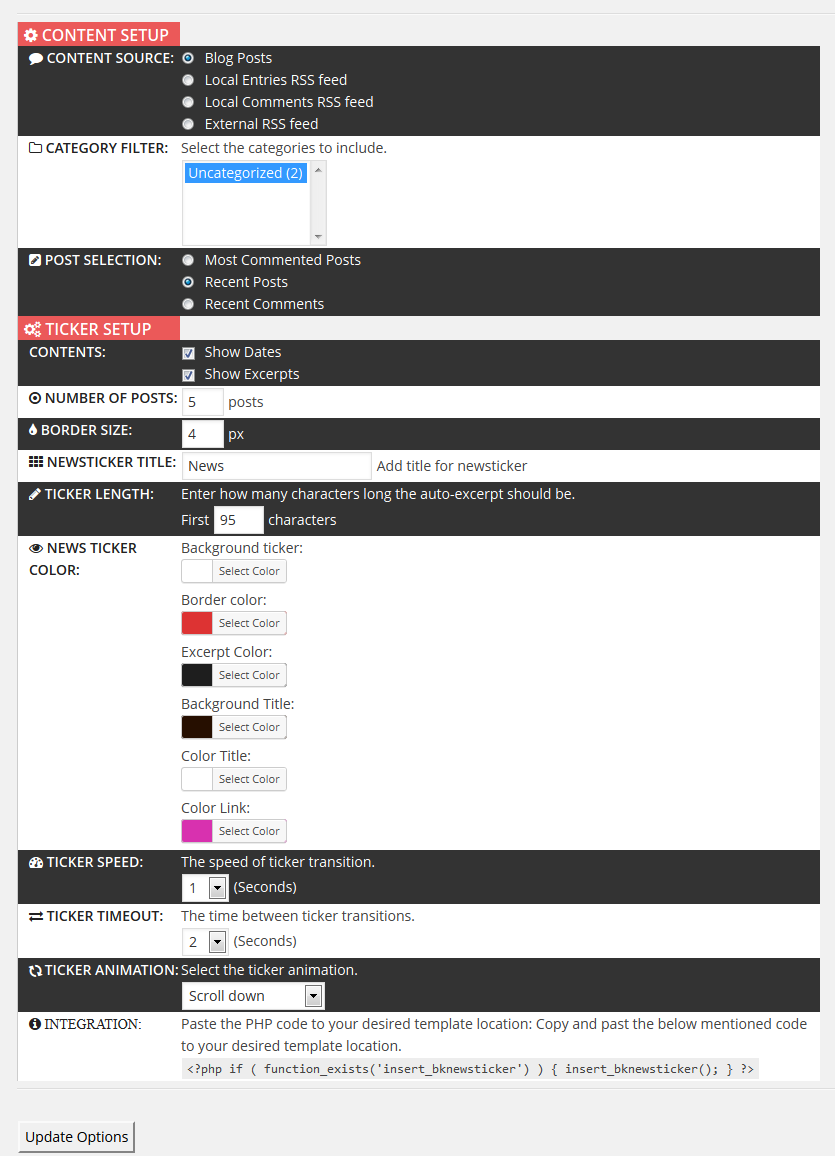 CONTENT SETUP
CONTENT SOURCE: Blog Posts
Local Entries RSS feed
Local Comments RSS feed
External RSS feed
CATEGORY FILTER: Select the categories to include.
Uncategorized (2)
POST SELECTION: Most Commented Posts
Recent Posts
Recent Comments
TICKER SETUP
CONTENTS: Show Dates
Show Excerpts
NUMBER OF POSTS: 5 posts
BORDER SIZE: 4 px
NEWSTICKER TITLE: News Add title for newsticker
TICKER LENGTH: Enter how many characters long the auto-excerpt should be.
First 95 characters
NEWS TICKER COLOR: Background ticker:
Select Color
Border color:
Select Color
Excerpt Color:
Select Color
Background Title:
Select Color
Color Title:
Select Color
Color Link:
Select Color
TICKER SPEED: The speed of ticker transition.
1 (Seconds)
TICKER TIMEOUT: The time between ticker transitions.
2 (Seconds)
TICKER ANIMATION: Select the ticker animation.
Scroll down
INTEGRATION: Paste the PHP code to your desired template location: Copy and past the below mentioned code
to your desired template location.
<?php if ( function_exists('insert_bknewsticker') ) { insert_bknewsticker(); } ?>
Update Options